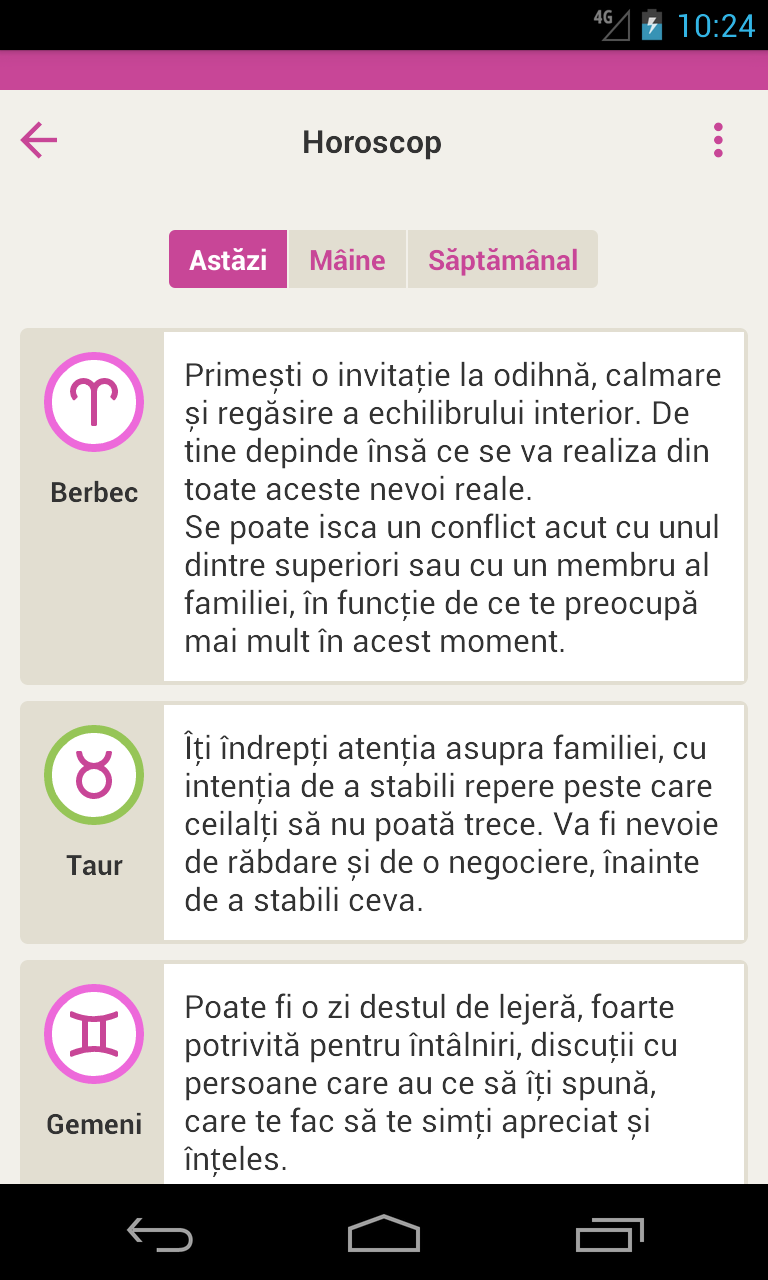 4G 10:24
Horoscop
Astăzi Mâine Săptămânal
Primești o invitație la odihnă, calmare
și regăsire a echilibrului interior. De
tine depinde însă ce se va realiza din
toate aceste nevoi reale.
Se poate isca un conflict acut cu unul
dintre superiori sau cu un membru al
familiei, în funcție de ce te preocupă
mai mult în acest moment.
Berbec
Îți îndrepți atenția asupra familiei, cu
intenția de a stabili repere peste care
ceilalți să nu poată trece. Va fi nevoie
de răbdare și de o negociere, înainte
de a stabili ceva.
Taur
Poate fi o zi destul de lejeră, foarte
potrivită pentru întâlniri, discuții cu
persoane care au ce să îți spună,
care te fac să te simți apreciat și
înțeles.
Gemeni